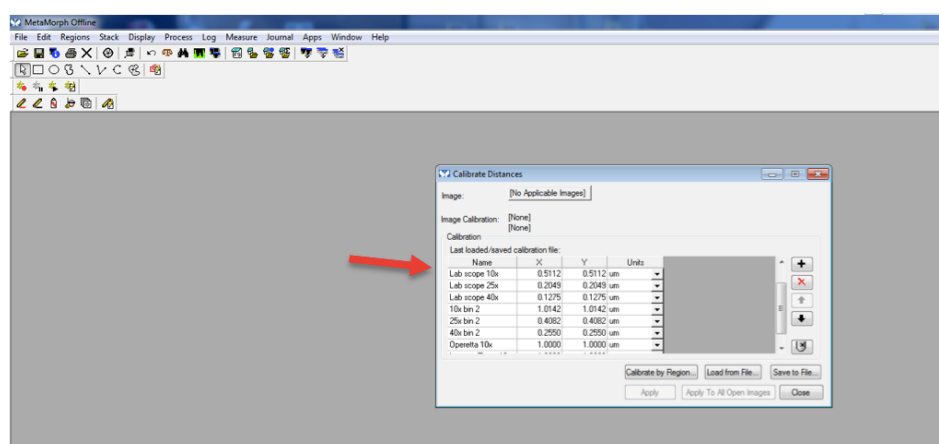 MetaMorph Offline
File Edit Regions Stack Display Process Log Measure Journal Apps Window Help
Calibrate Distances
Image: [No Applicable Images]
Image Calibration: [None]
[None]
Calibration
Last loaded/saved calibration file:
Name X Y Units
Lab scope 10x 0.5112 0.5112 um
Lab scope 25x 0.2049 0.2049 um
Lab scope 40x 0.1275 0.1275 um
10x bin 2 1.0142 1.0142 um
25x bin 2 0.4082 0.4082 um
40x bin 2 0.2550 0.2550 um
Operetta 10x 1.0000 1.0000 um
Calibrate by Region... Load from File... Save to File...
Apply Apply To All Open Images Close